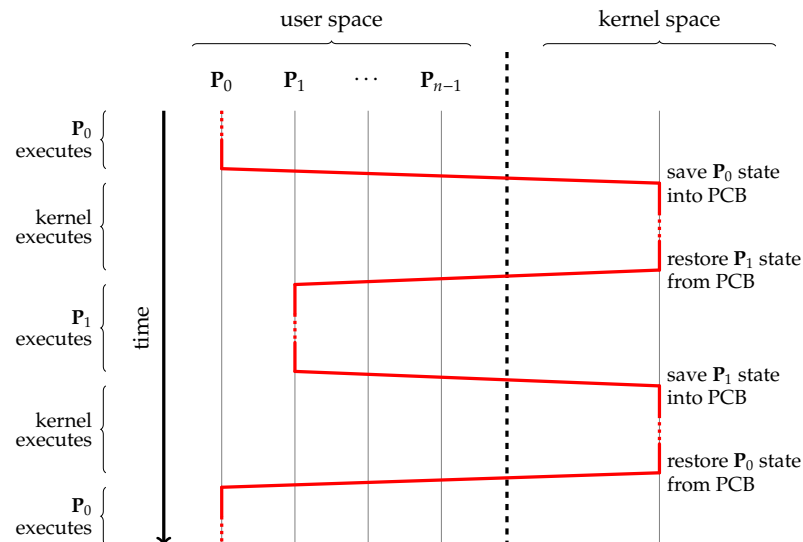 user space
kernel space
P₀ P₁ ··· Pₙ₋₁
P₀
executes
save P₀ state
into PCB
kernel
executes
restore P₁ state
from PCB
P₁
executes
time
save P₁ state
into PCB
kernel
executes
restore P₀ state
from PCB
P₀
executes